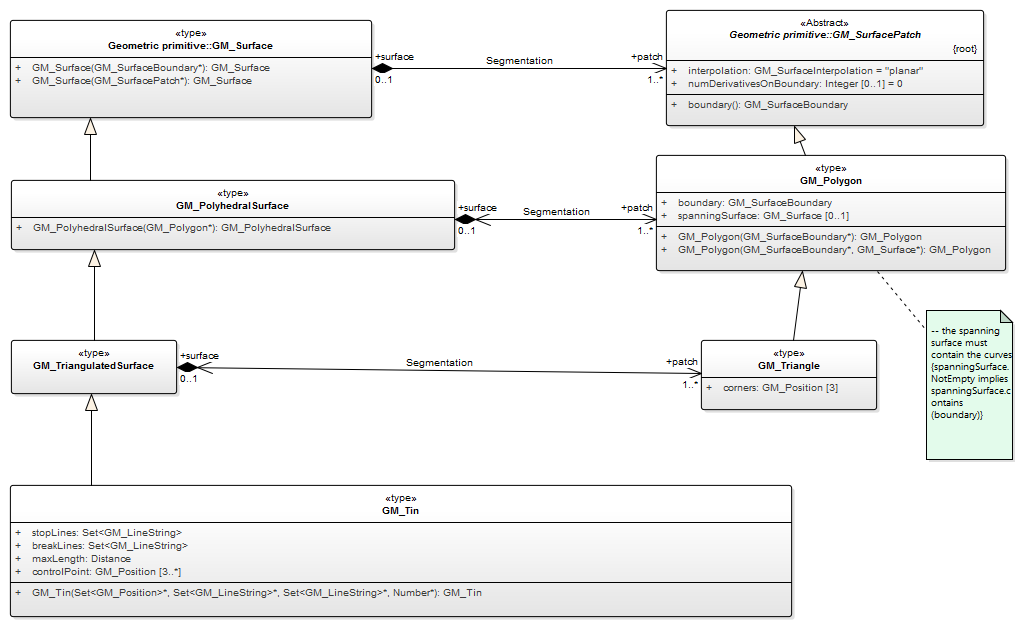 «type»
Geometric primitive::GM_Surface
+ GM_Surface(GM_SurfaceBoundary*): GM_Surface
+ GM_Surface(GM_SurfacePatch*): GM_Surface
+surface
0..1
Segmentation
+patch
1..*
«Abstract»
Geometric primitive::GM_SurfacePatch
{root}
+ interpolation: GM_SurfaceInterpolation = "planar"
+ numDerivativesOnBoundary: Integer [0..1] = 0
+ boundary(): GM_SurfaceBoundary
«type»
GM_PolyhedralSurface
+ GM_PolyhedralSurface(GM_Polygon*): GM_PolyhedralSurface
+surface
0..1
Segmentation
+patch
1..*
«type»
GM_Polygon
+ boundary: GM_SurfaceBoundary
+ spanningSurface: GM_Surface [0..1]
+ GM_Polygon(GM_SurfaceBoundary*): GM_Polygon
+ GM_Polygon(GM_SurfaceBoundary*, GM_Surface*): GM_Polygon
«type»
GM_TriangulatedSurface
+surface
0..1
Segmentation
+patch
1..*
«type»
GM_Triangle
+ corners: GM_Position [3]
-- the spanning
surface must
contain the curves
{spanningSurface.
NotEmpty implies
spanningSurface.c
ontains
(boundary)}
«type»
GM_Tin
+ stopLines: Set<GM_LineString>
+ breakLines: Set<GM_LineString>
+ maxLength: Distance
+ controlPoint: GM_Position [3..*]
+ GM_Tin(Set<GM_Position>*, Set<GM_LineString>*, Set<GM_LineString>*, Number*): GM_Tin